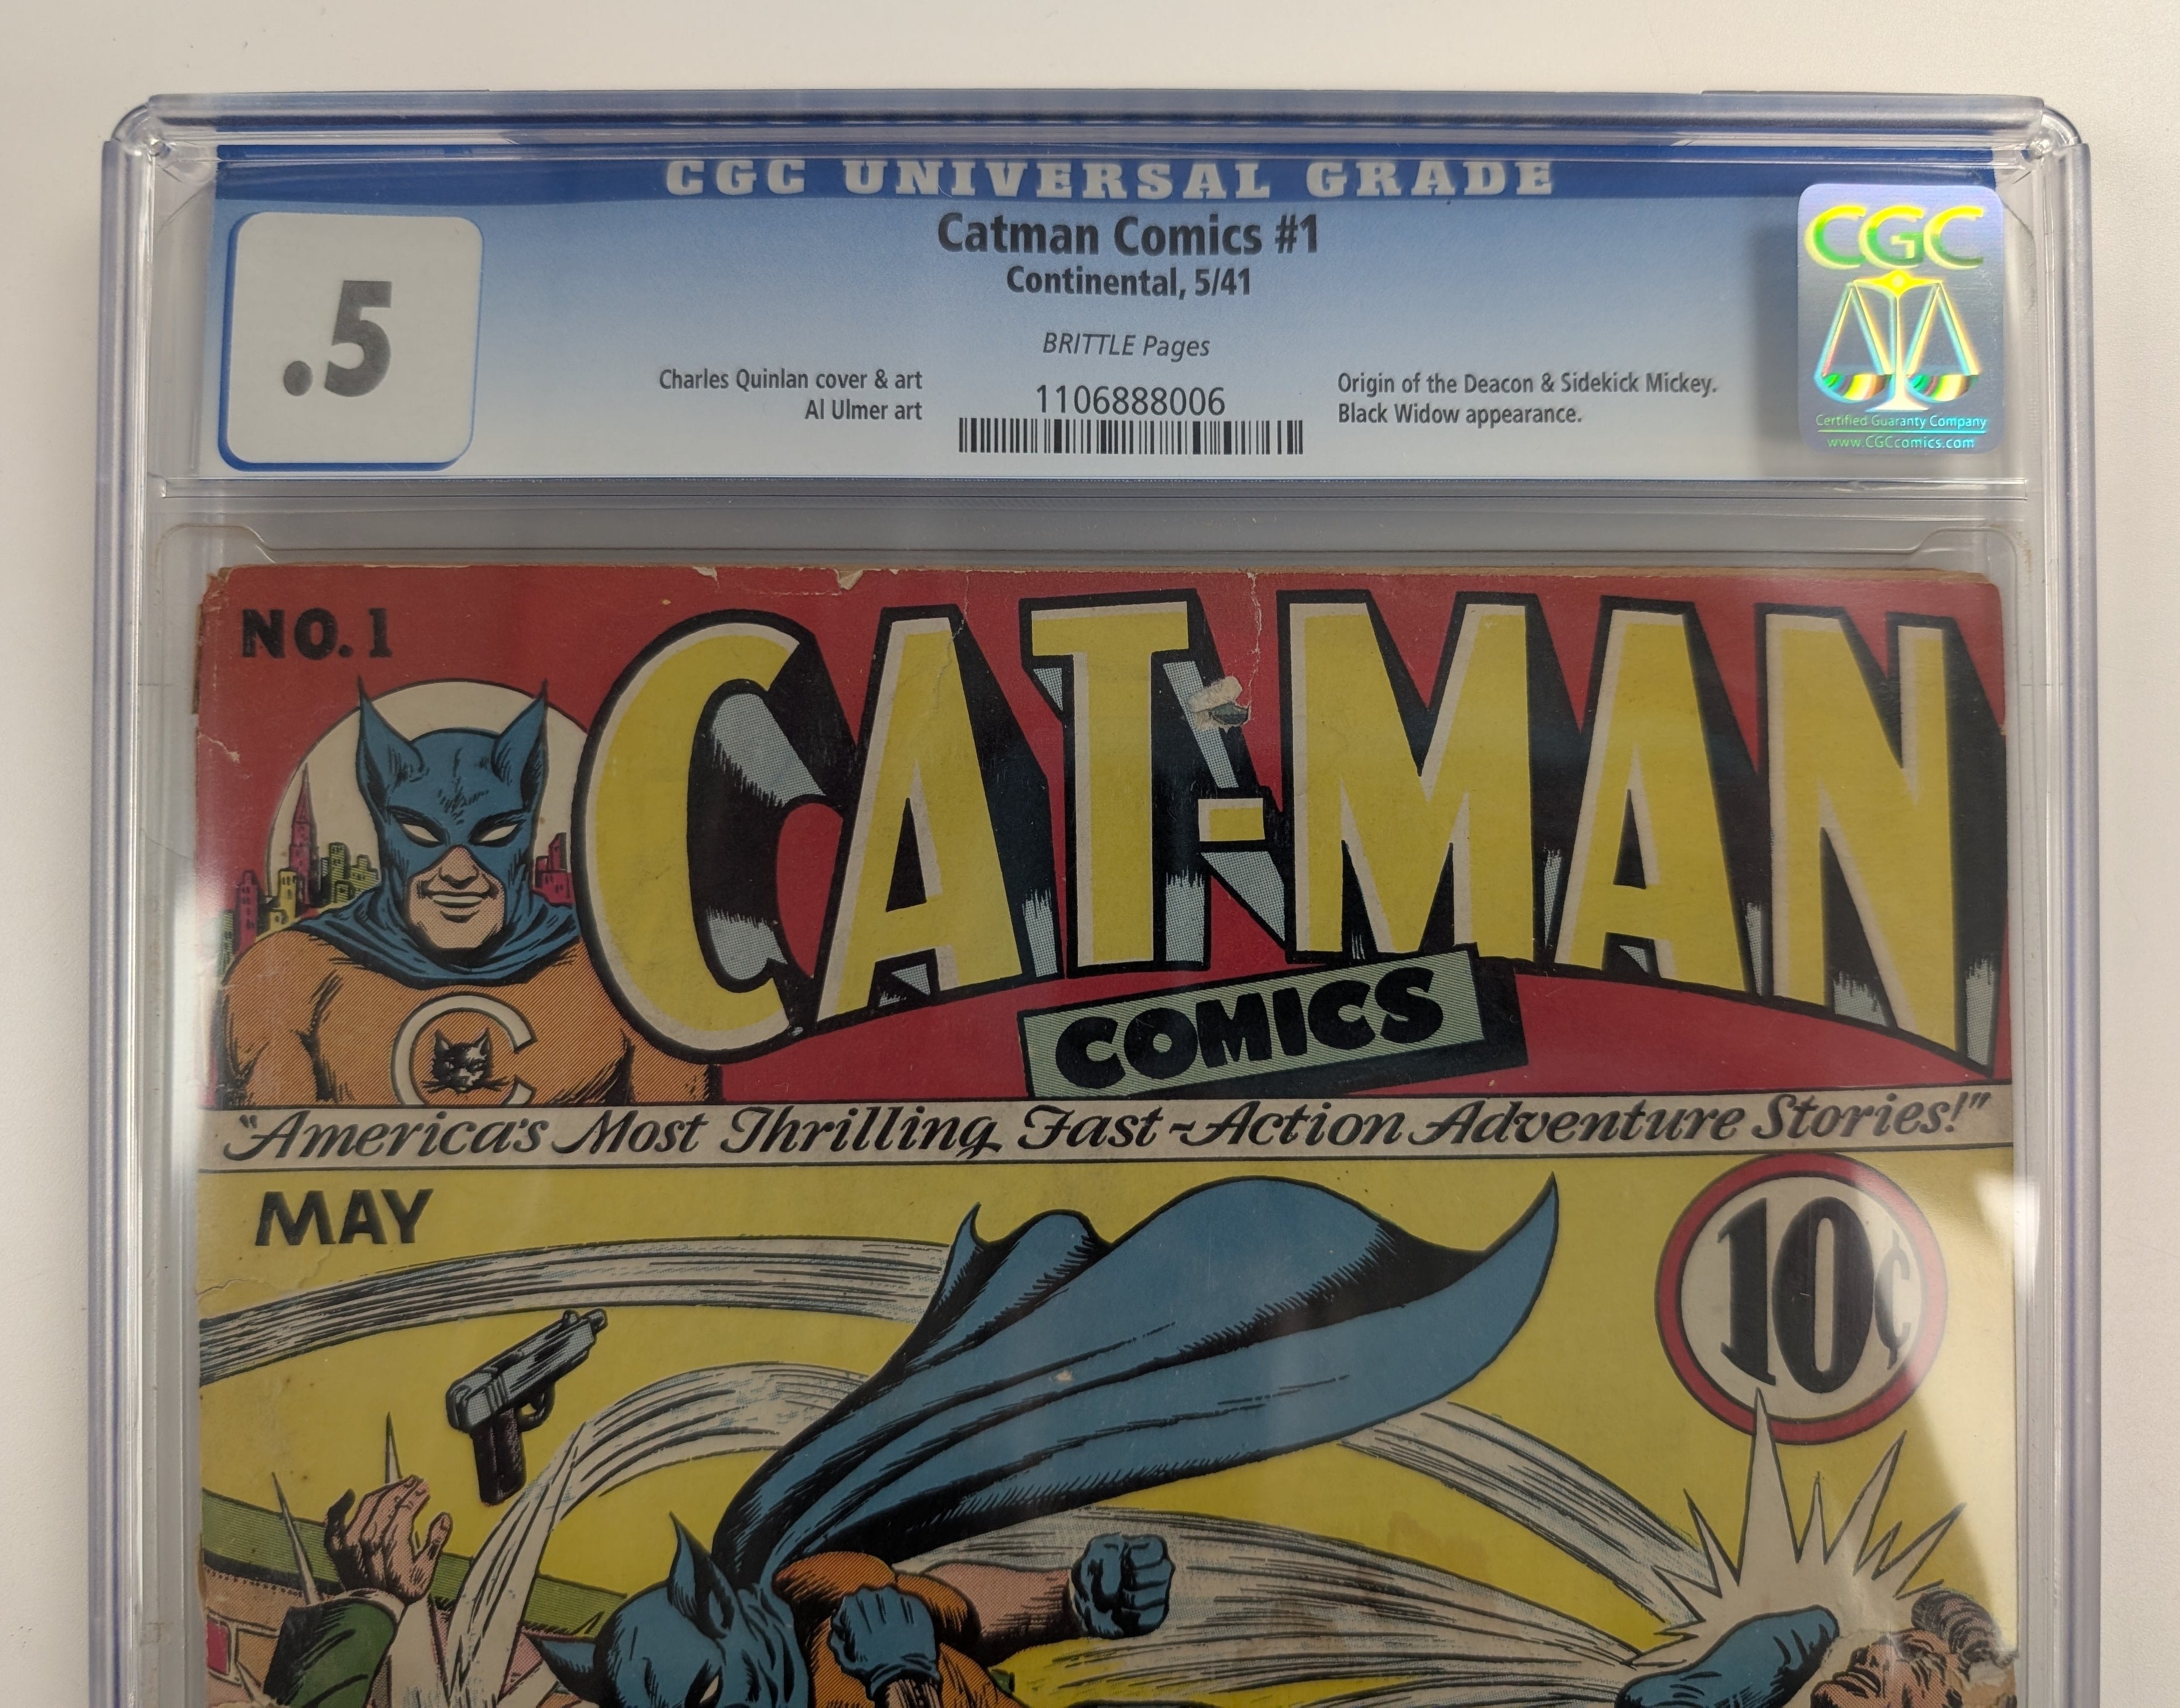 CGC UNIVERSAL GRADE
.5
Catman Comics #1
Continental, 5/41
BRITTLE Pages
Charles Quinlan cover & art
Al Ulmer art
1106888006
Origin of the Deacon & Sidekick Mickey.
Black Widow appearance.
CGC
Certified Guaranty Company
www.CGCcomics.com
NO. 1
CAT-MAN
COMICS
C
"America's Most Thrilling Fast-Action Adventure Stories!"
MAY
10¢